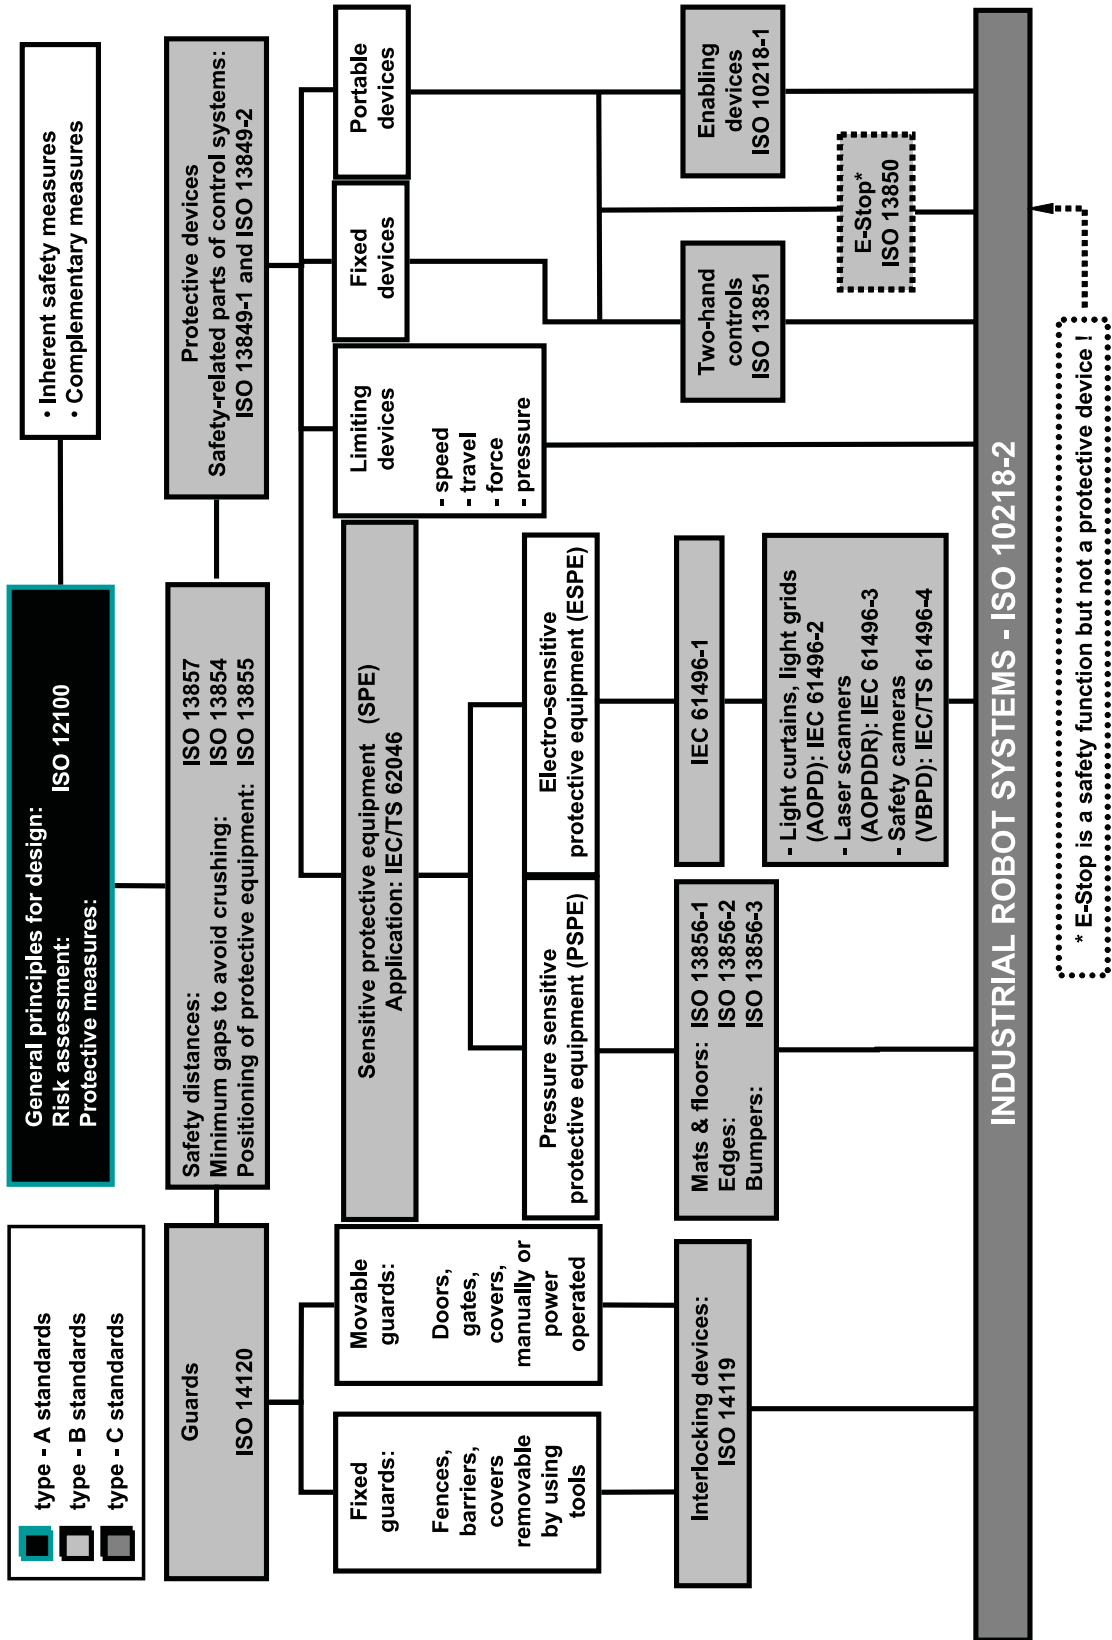 type - A standards
type - B standards
type - C standards
General principles for design:
Risk assessment: ISO 12100
Protective measures:
• Inherent safety measures
• Complementary measures
Guards
ISO 14120
Safety distances: ISO 13857
Minimum gaps to avoid crushing: ISO 13854
Positioning of protective equipment: ISO 13855
Protective devices
Safety-related parts of control systems:
ISO 13849-1 and ISO 13849-2
Fixed
guards:
Fences,
barriers,
covers
removable
by using
tools
Movable
guards:
Doors,
gates,
covers,
manually or
power
operated
Sensitive protective equipment (SPE)
Application: IEC/TS 62046
Limiting
devices
- speed
- travel
- force
- pressure
Fixed
devices
Portable
devices
Pressure sensitive
protective equipment (PSPE)
Electro-sensitive
protective equipment (ESPE)
Interlocking devices:
ISO 14119
Mats & floors: ISO 13856-1
Edges: ISO 13856-2
Bumpers: ISO 13856-3
IEC 61496-1
- Light curtains, light grids
(AOPD): IEC 61496-2
- Laser scanners
(AOPDDR): IEC 61496-3
- Safety cameras
(VBPD): IEC/TS 61496-4
Two-hand
controls
ISO 13851
Enabling
devices
ISO 10218-1
E-Stop*
ISO 13850
INDUSTRIAL ROBOT SYSTEMS - ISO 10218-2
* E-Stop is a safety function but not a protective device !